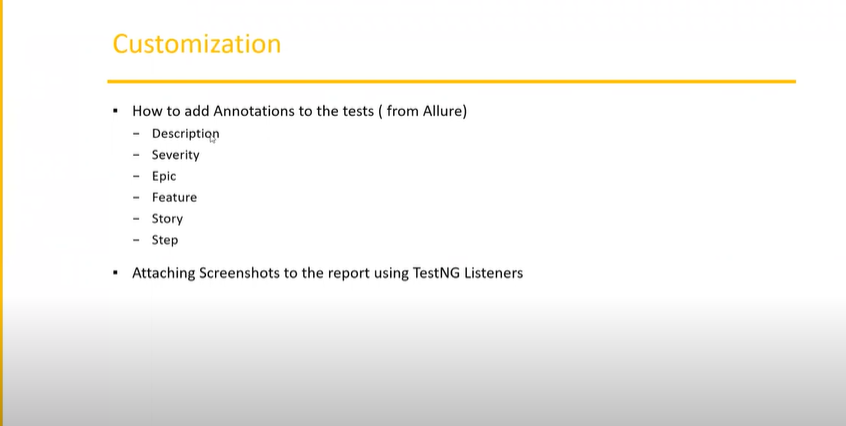 Customization
▪ How to add Annotations to the tests ( from Allure)
– Description
– Severity
– Epic
– Feature
– Story
– Step
▪ Attaching Screenshots to the report using TestNG Listeners